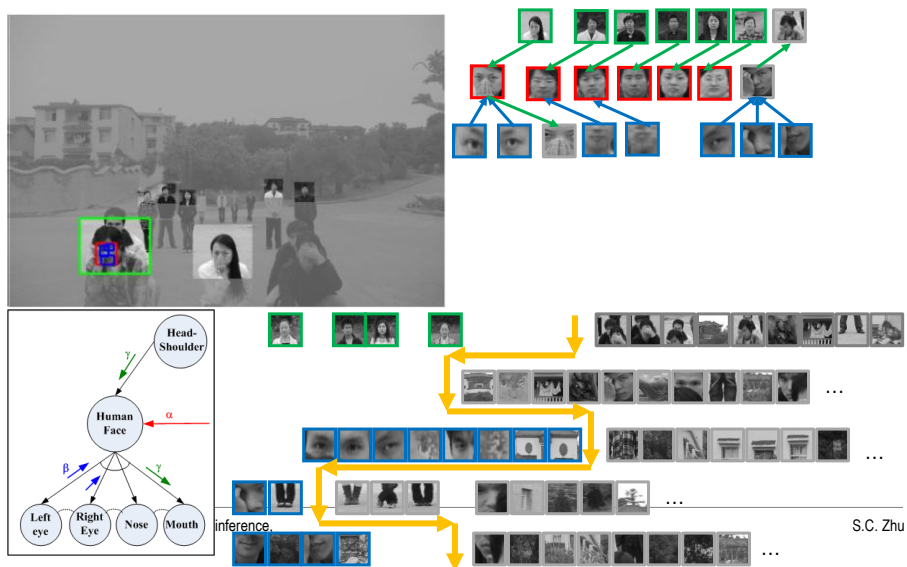 Head-
Shoulder
γ
Human
Face
α
β
γ
Left
eye
Right
Eye
Nose
Mouth
...
...
...
...
inference,
S.C. Zhu